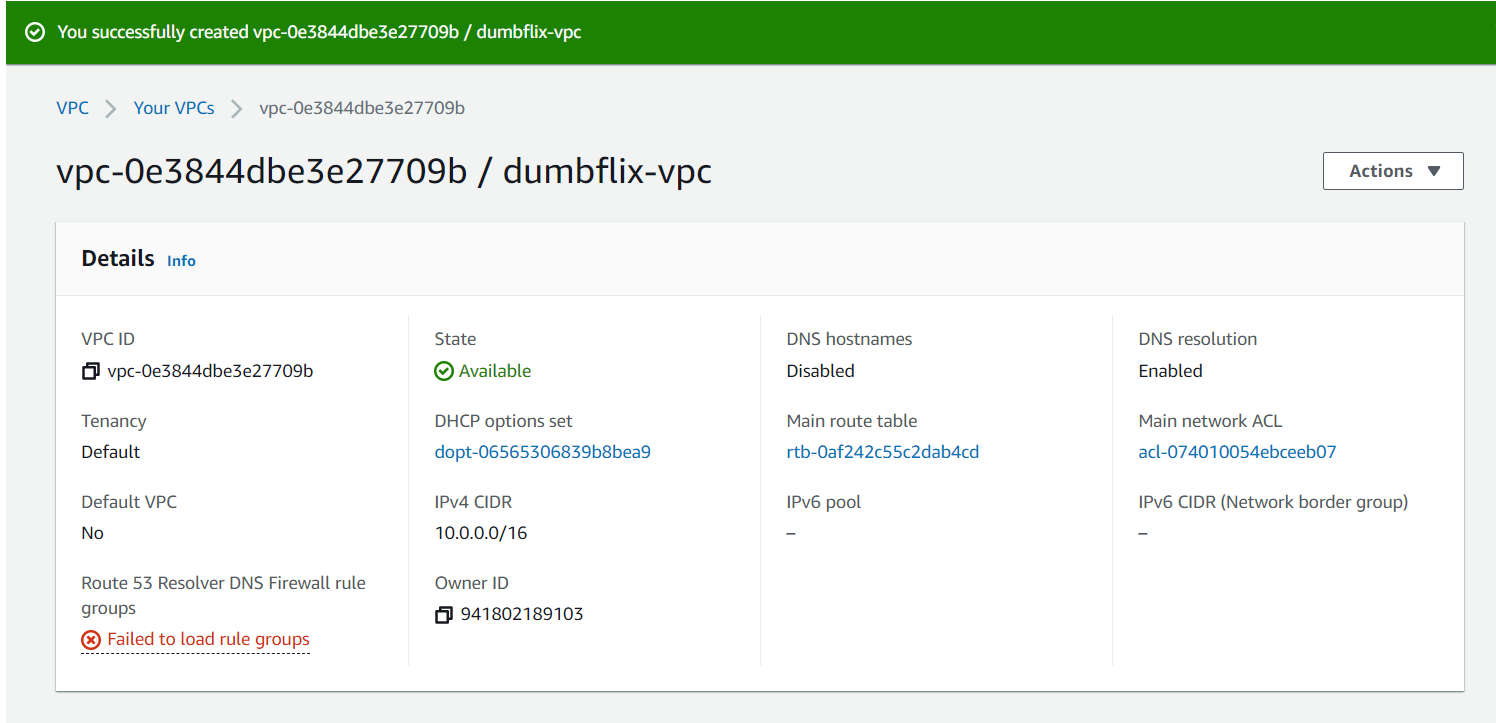 You successfully created vpc-0e3844dbe3e27709b / dumbflix-vpc
VPC
Your VPCs
vpc-0e3844dbe3e27709b
vpc-0e3844dbe3e27709b / dumbflix-vpc
Actions
Details Info
VPC ID
vpc-0e3844dbe3e27709b
State
Available
DNS hostnames
Disabled
DNS resolution
Enabled
Tenancy
Default
DHCP options set
dopt-06565306839b8bea9
Main route table
rtb-0af242c55c2dab4cd
Main network ACL
acl-074010054ebceeb07
Default VPC
No
IPv4 CIDR
10.0.0.0/16
IPv6 pool
–
IPv6 CIDR (Network border group)
–
Route 53 Resolver DNS Firewall rule
groups
Failed to load rule groups
Owner ID
941802189103